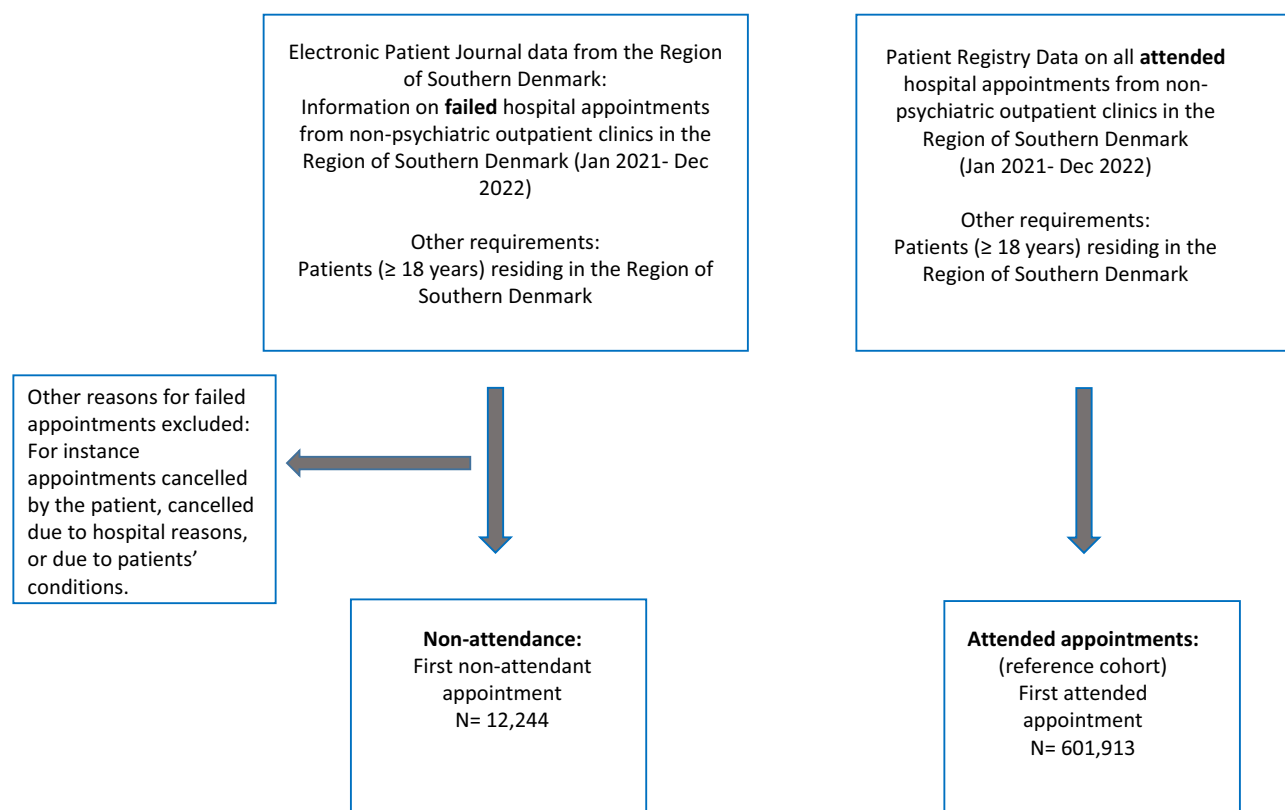 Electronic Patient Journal data from the Region
of Southern Denmark:
Information on failed hospital appointments
from non-psychiatric outpatient clinics in the
Region of Southern Denmark (Jan 2021- Dec
2022)
Other requirements:
Patients (≥ 18 years) residing in the Region of
Southern Denmark
Patient Registry Data on all attended
hospital appointments from non-
psychiatric outpatient clinics in the
Region of Southern Denmark
(Jan 2021- Dec 2022)
Other requirements:
Patients (≥ 18 years) residing in the
Region of Southern Denmark
Other reasons for failed
appointments excluded:
For instance
appointments cancelled
by the patient, cancelled
due to hospital reasons,
or due to patients’
conditions.
Non-attendance:
First non-attendant
appointment
N= 12,244
Attended appointments:
(reference cohort)
First attended
appointment
N= 601,913